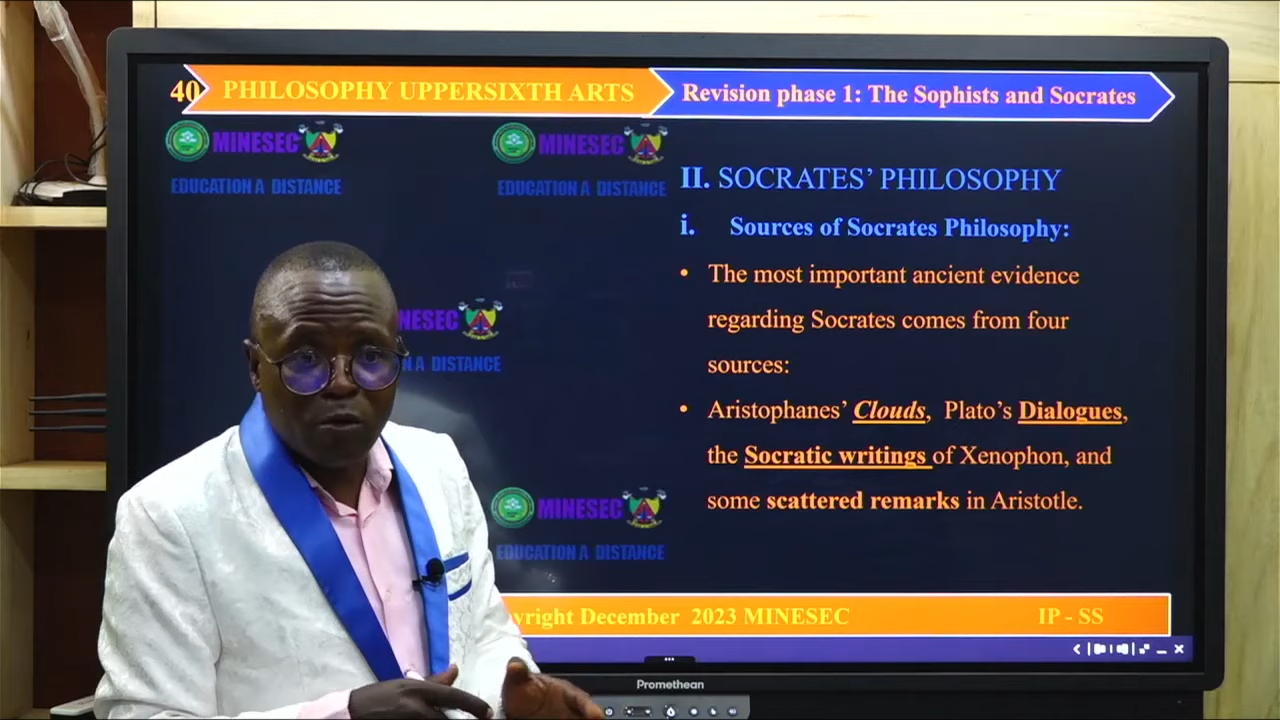 40 PHILOSOPHY UPPERSIXTH ARTS Revision phase 1: The Sophists and Socrates
MINESEC
EDUCATION A DISTANCE
MINESEC
EDUCATION A DISTANCE
II. SOCRATES’ PHILOSOPHY
i. Sources of Socrates Philosophy:
• The most important ancient evidence
regarding Socrates comes from four
sources:
NESEC
N A DISTANCE
• Aristophanes’ Clouds, Plato’s Dialogues,
the Socratic writings of Xenophon, and
some scattered remarks in Aristotle.
MINESEC
EDUCATION A DISTANCE
yright December 2023 MINESEC IP - SS
Promethean